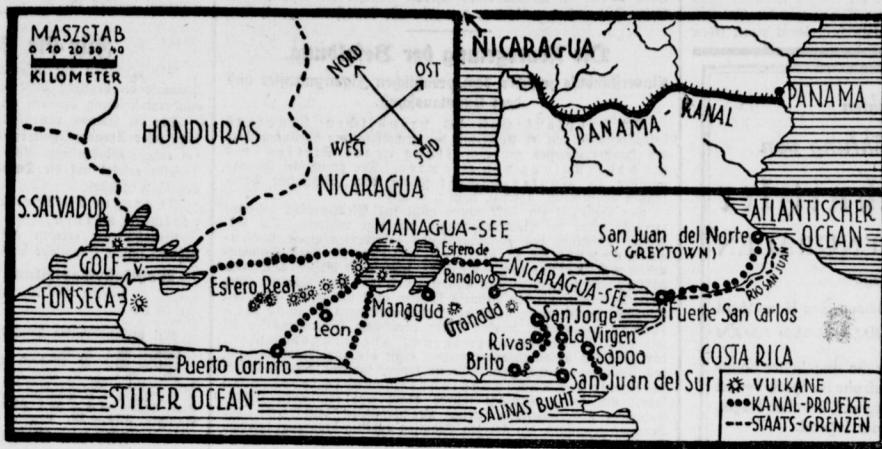 MASZSTAB
0 10 20 30 40
KILOMETER
NORD
OST
WEST
SÜD
HONDURAS
NICARAGUA
S.SALVADOR
GOLF v.
FONSECA
Estero Real
Leon
Puerto Corinto
STILLER OCEAN
MANAGUA-SEE
Estero de
Panaloyo
Managua
Granada
NICARAGUA-SEE
San Jorge
La Virgen
Rivas
Sapoa
Brito
San Juan del Sur
SALINAS BUCHT
NICARAGUA
PANAMA-KANAL
PANAMA
ATLANTISCHER
OCEAN
San Juan del Norte
(GREYTOWN)
RIO SAN JUAN
Fuerte San Carlos
COSTA RICA
VULKANE
KANAL-PROJEKTE
STAATS-GRENZEN